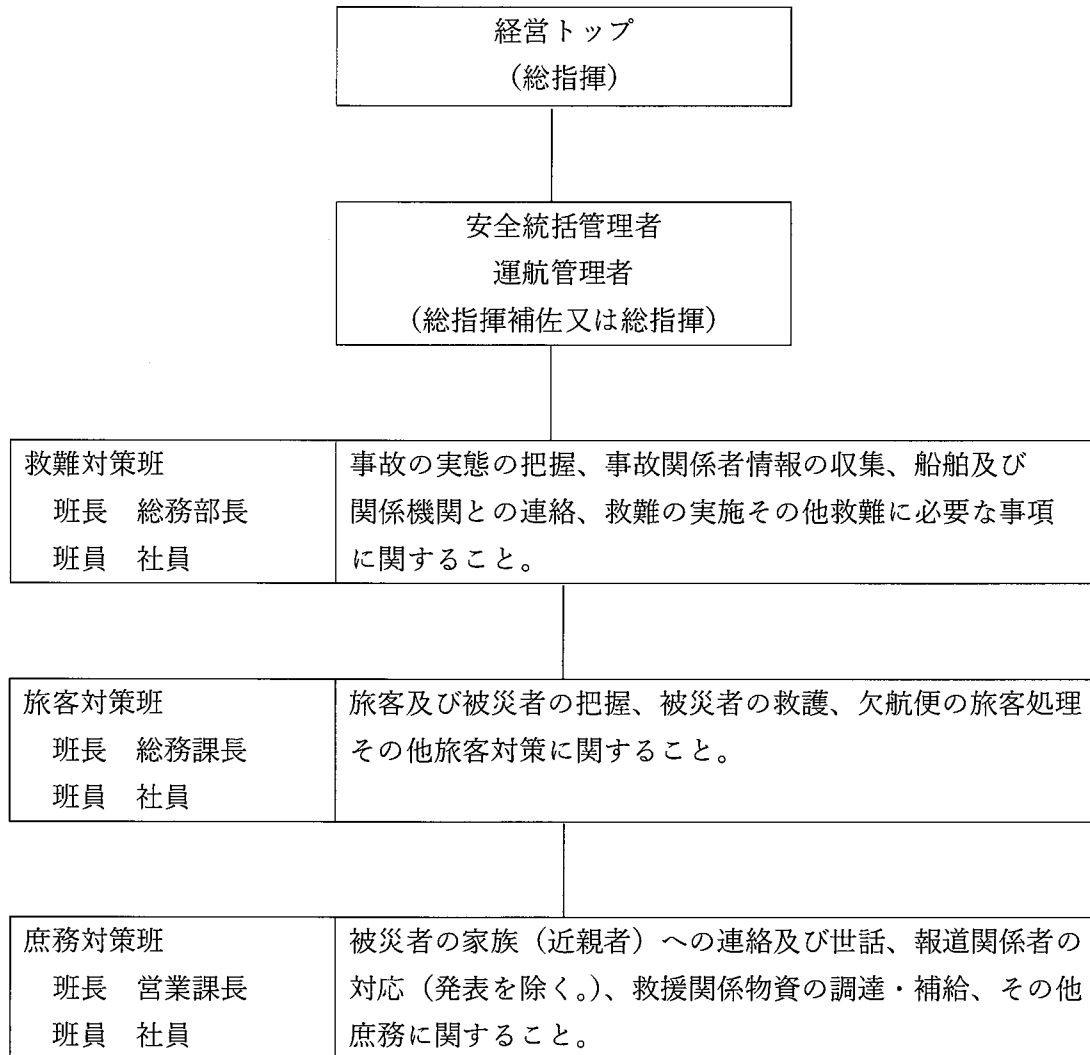 経営トップ
(総指揮)
安全統括管理者
運航管理者
(総指揮補佐又は総指揮)
救難対策班
班長 総務部長
班員 社員
事故の実態の把握、事故関係者情報の収集、船舶及び
関係機関との連絡、救難の実施その他救難に必要な事項
に関すること。
旅客対策班
班長 総務課長
班員 社員
旅客及び被災者の把握、被災者の救護、欠航便の旅客処理
その他旅客対策に関すること。
庶務対策班
班長 営業課長
班員 社員
被災者の家族（近親者）への連絡及び世話、報道関係者の
対応（発表を除く。）、救援関係物資の調達・補給、その他
庶務に関すること。